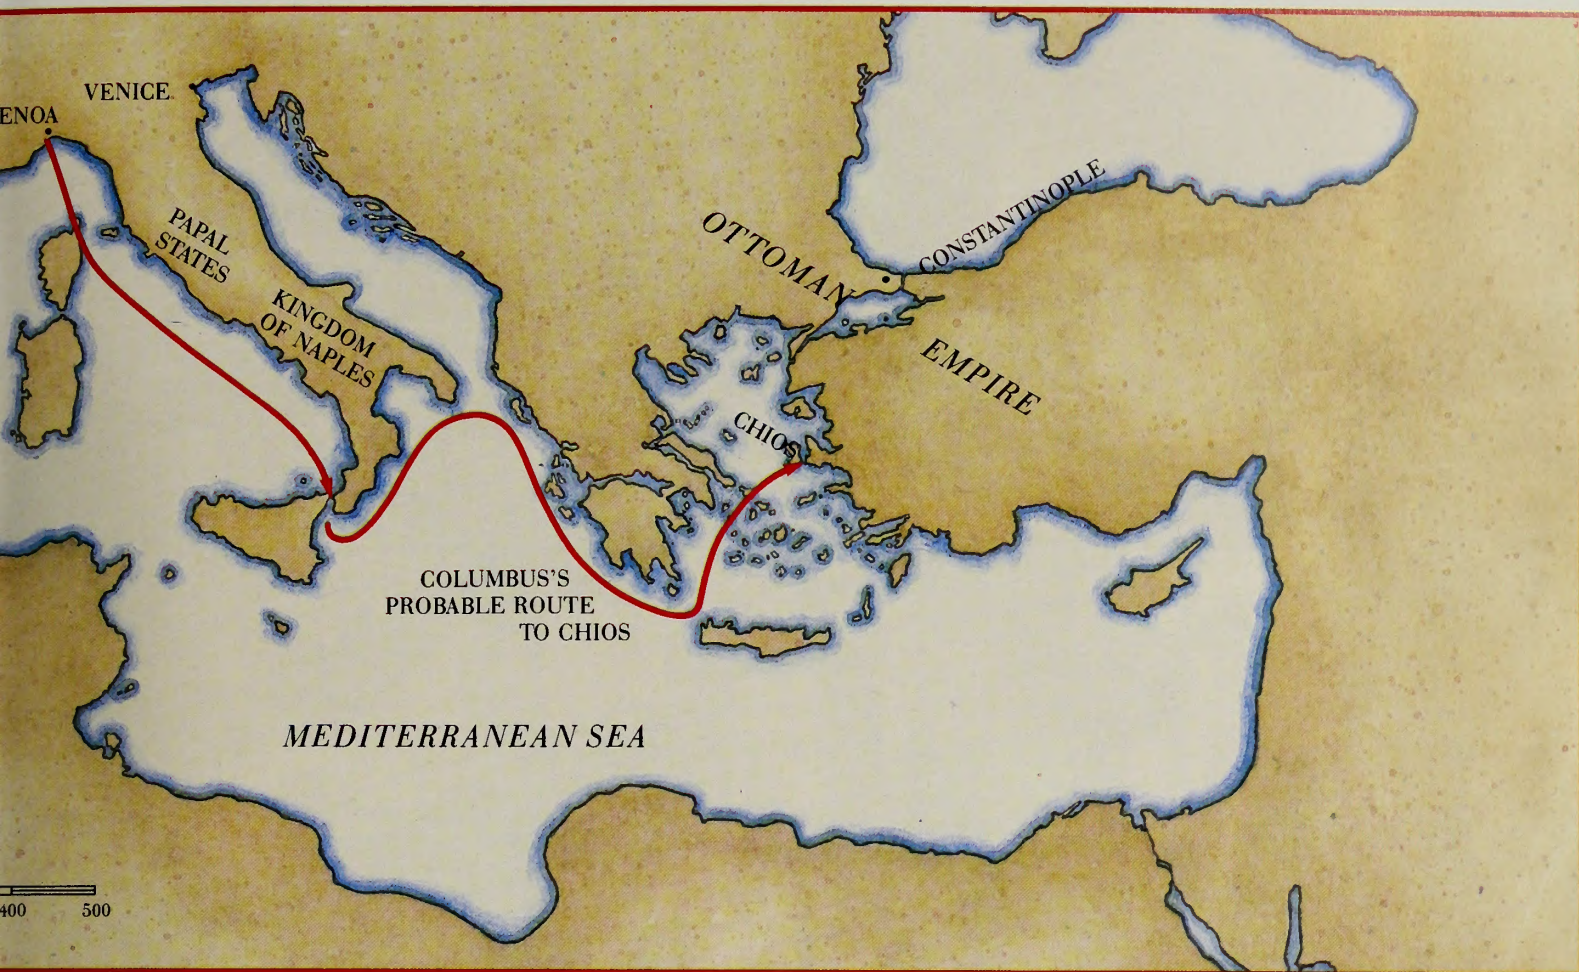 VENICE
ENOA
PAPAL
STATES
KINGDOM
OF NAPLES
OTTOMAN
EMPIRE
CONSTANTINOPLE
CHIOS
COLUMBUS'S
PROBABLE ROUTE
TO CHIOS
MEDITERRANEAN SEA
400 500